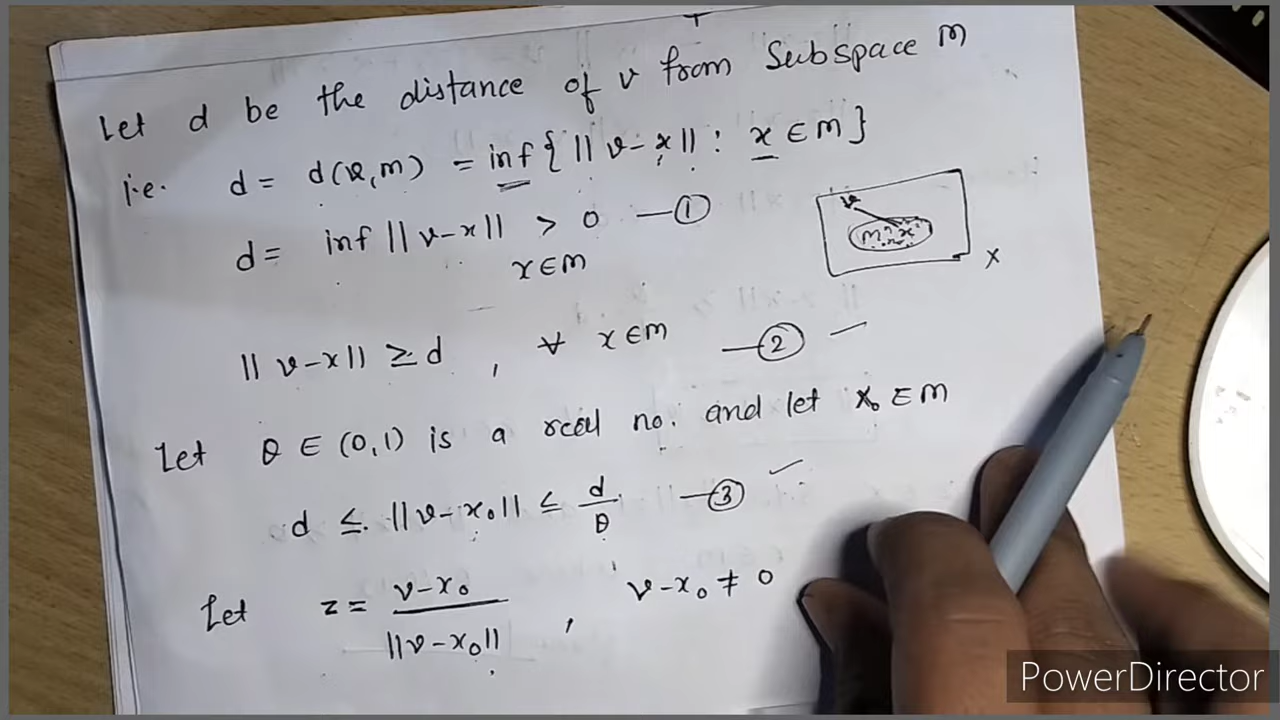 Let d be the distance of v from Subspace M
i.e. d = d(v, m) = inf { || v - x || : x ∈ M }
d = inf || v - x || > 0 — ①
x ∈ M
v
M x
X
|| v - x || ≥ d , ∀ x ∈ M — ②
Let θ ∈ (0,1) is a real no. and let x₀ ∈ M
d ≤ || v - x₀ || ≤ d/θ — ③
Let z = v - x₀ / || v - x₀ || , v - x₀ ≠ 0
PowerDirector